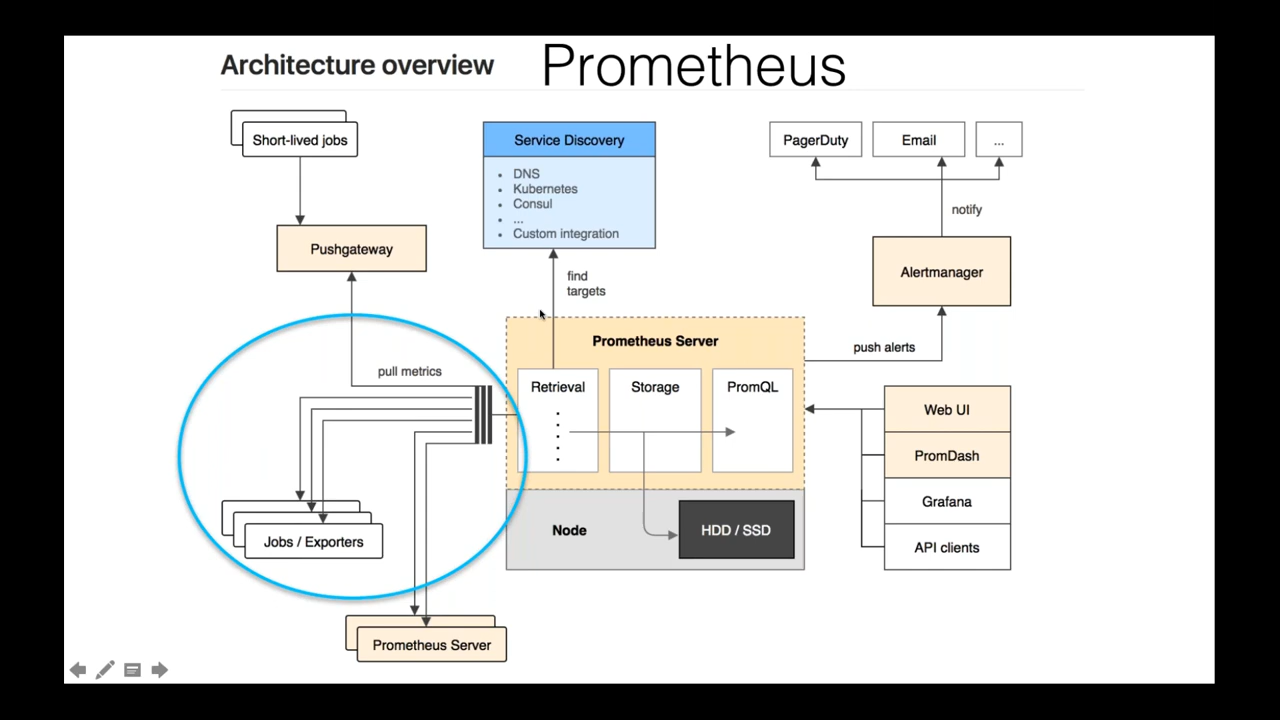 Architecture overview
Prometheus
Short-lived jobs
Service Discovery
• DNS
• Kubernetes
• Consul
• ...
• Custom integration
PagerDuty
Email
...
notify
Pushgateway
Alertmanager
find
targets
Prometheus Server
push alerts
pull metrics
Retrieval
Storage
PromQL
Web UI
PromDash
Grafana
API clients
Node
HDD / SSD
Jobs / Exporters
Prometheus Server